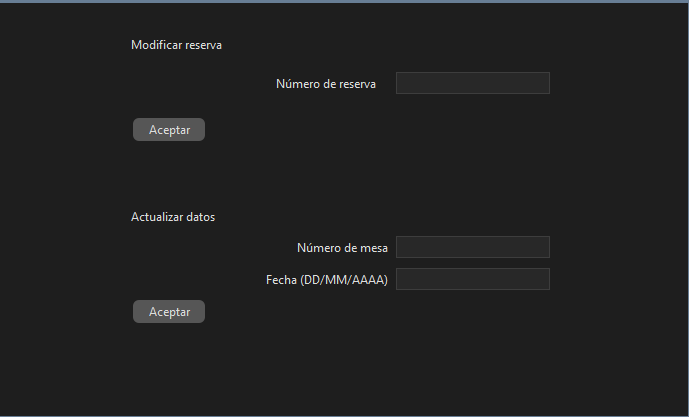 Modificar reserva
Número de reserva
Aceptar
Actualizar datos
Número de mesa
Fecha (DD/MM/AAAA)
Aceptar